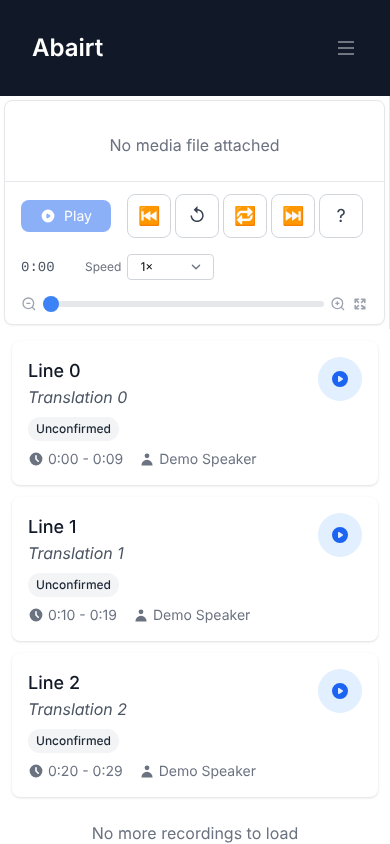 Abairt
No media file attached
Play
?
0:00 Speed 1×
Line 0
Translation 0
Unconfirmed
0:00 - 0:09 Demo Speaker
Line 1
Translation 1
Unconfirmed
0:10 - 0:19 Demo Speaker
Line 2
Translation 2
Unconfirmed
0:20 - 0:29 Demo Speaker
No more recordings to load